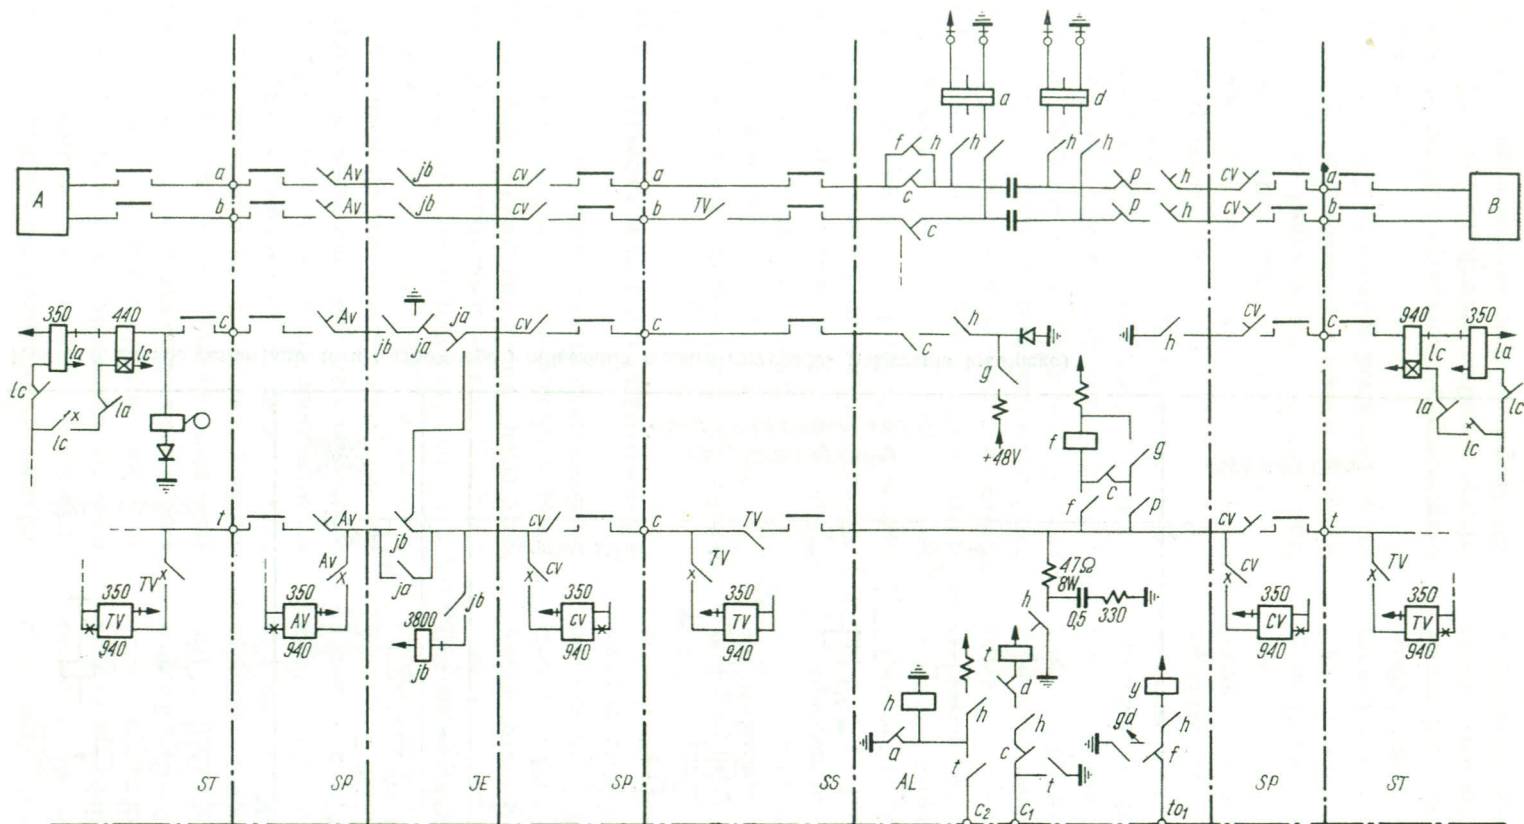 a d
f h h h h
A a Av jb cv a c p h cv a B
b Av jb cv b TV c p h cv b
350 440 c Av jb ja ja cv c c h h cv c 940 350
la lc lc la
lc la lc g g f c +48V la lc lc
t Av jb cv c TV f p cv t
TV Av ja jb cv TV 47Ω 8W 0,5 330 h cv TV
350 TV 940
350 AV 940
3800 jb
350 CV 940
350 TV 940
350 CV 940
350 TV 940
h a h t t d h c t y h gd f
ST SP JE SP SS AL SP ST
c2 c1 to1